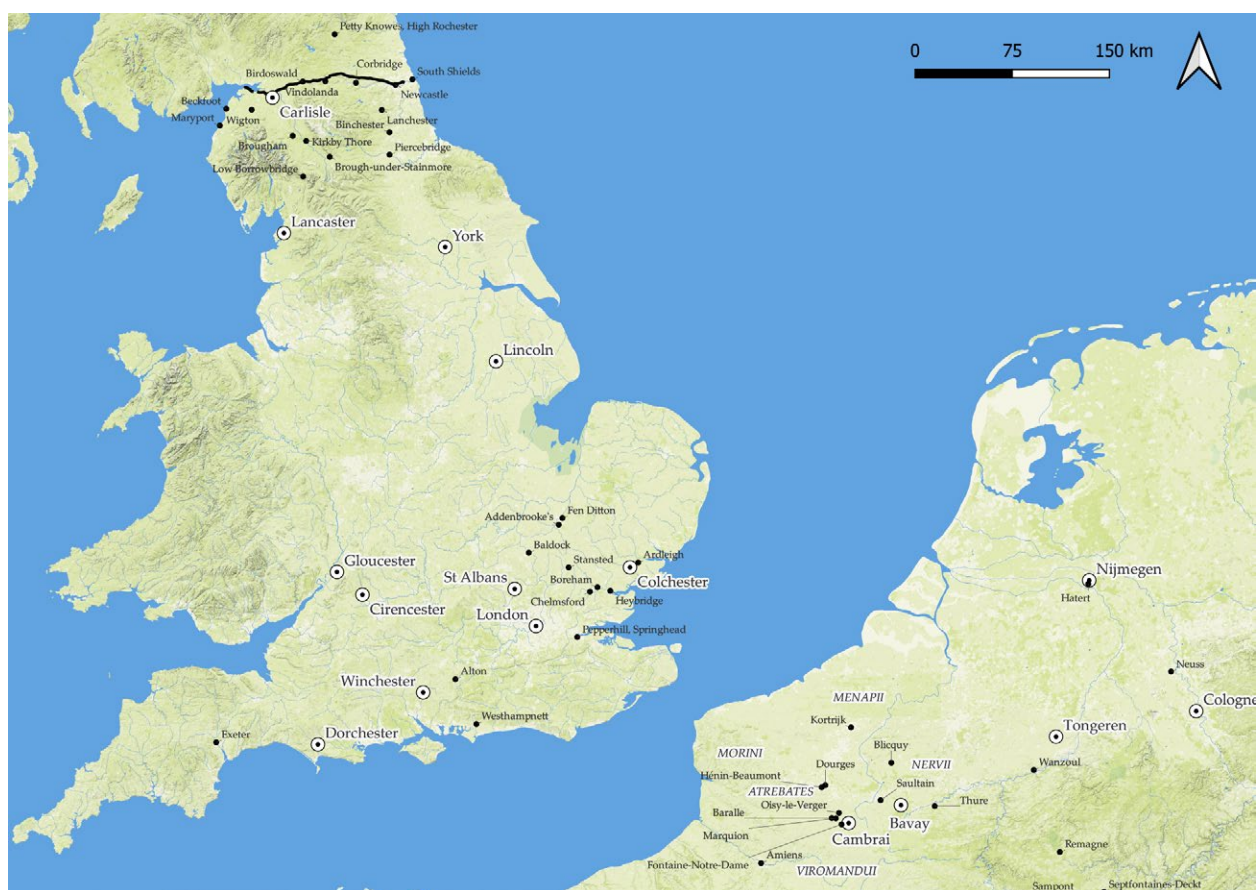 Petty Knowes, High Rochester
0 75 150 km
Corbridge
Birdoswald
South Shields
Vindolanda
Newcastle
Beckfoot
Carlisle
Maryport
Wigton
Lanchester
Binchester
Brougham
Kirkby Thore
Piercebridge
Low Borrowbridge
Brough-under-Stainmore
Lancaster
York
Lincoln
Fen Ditton
Addenbrooke's
Baldock
Ardleigh
Stansted
Gloucester
Nijmegen
Boreham
Colchester
St Albans
Hatert
Cirencester
Chelmsford
Heybridge
London
Pepperhill, Springhead
Neuss
Alton
Winchester
MENAPII
Cologne
Kortrijk
Westhampnett
Exeter
Dorchester
Tongeren
MORINI
Blicquy
Dourges
NERVII
Wanzoul
Hénin-Beaumont
Saultain
ATREBATES
Oisy-le-Verger
Thure
Baralle
Bavay
Marquion
Cambrai
Remagne
Amiens
Fontaine-Notre-Dame
VIROMANDUI
Sampont
Septfontaines-Deckt